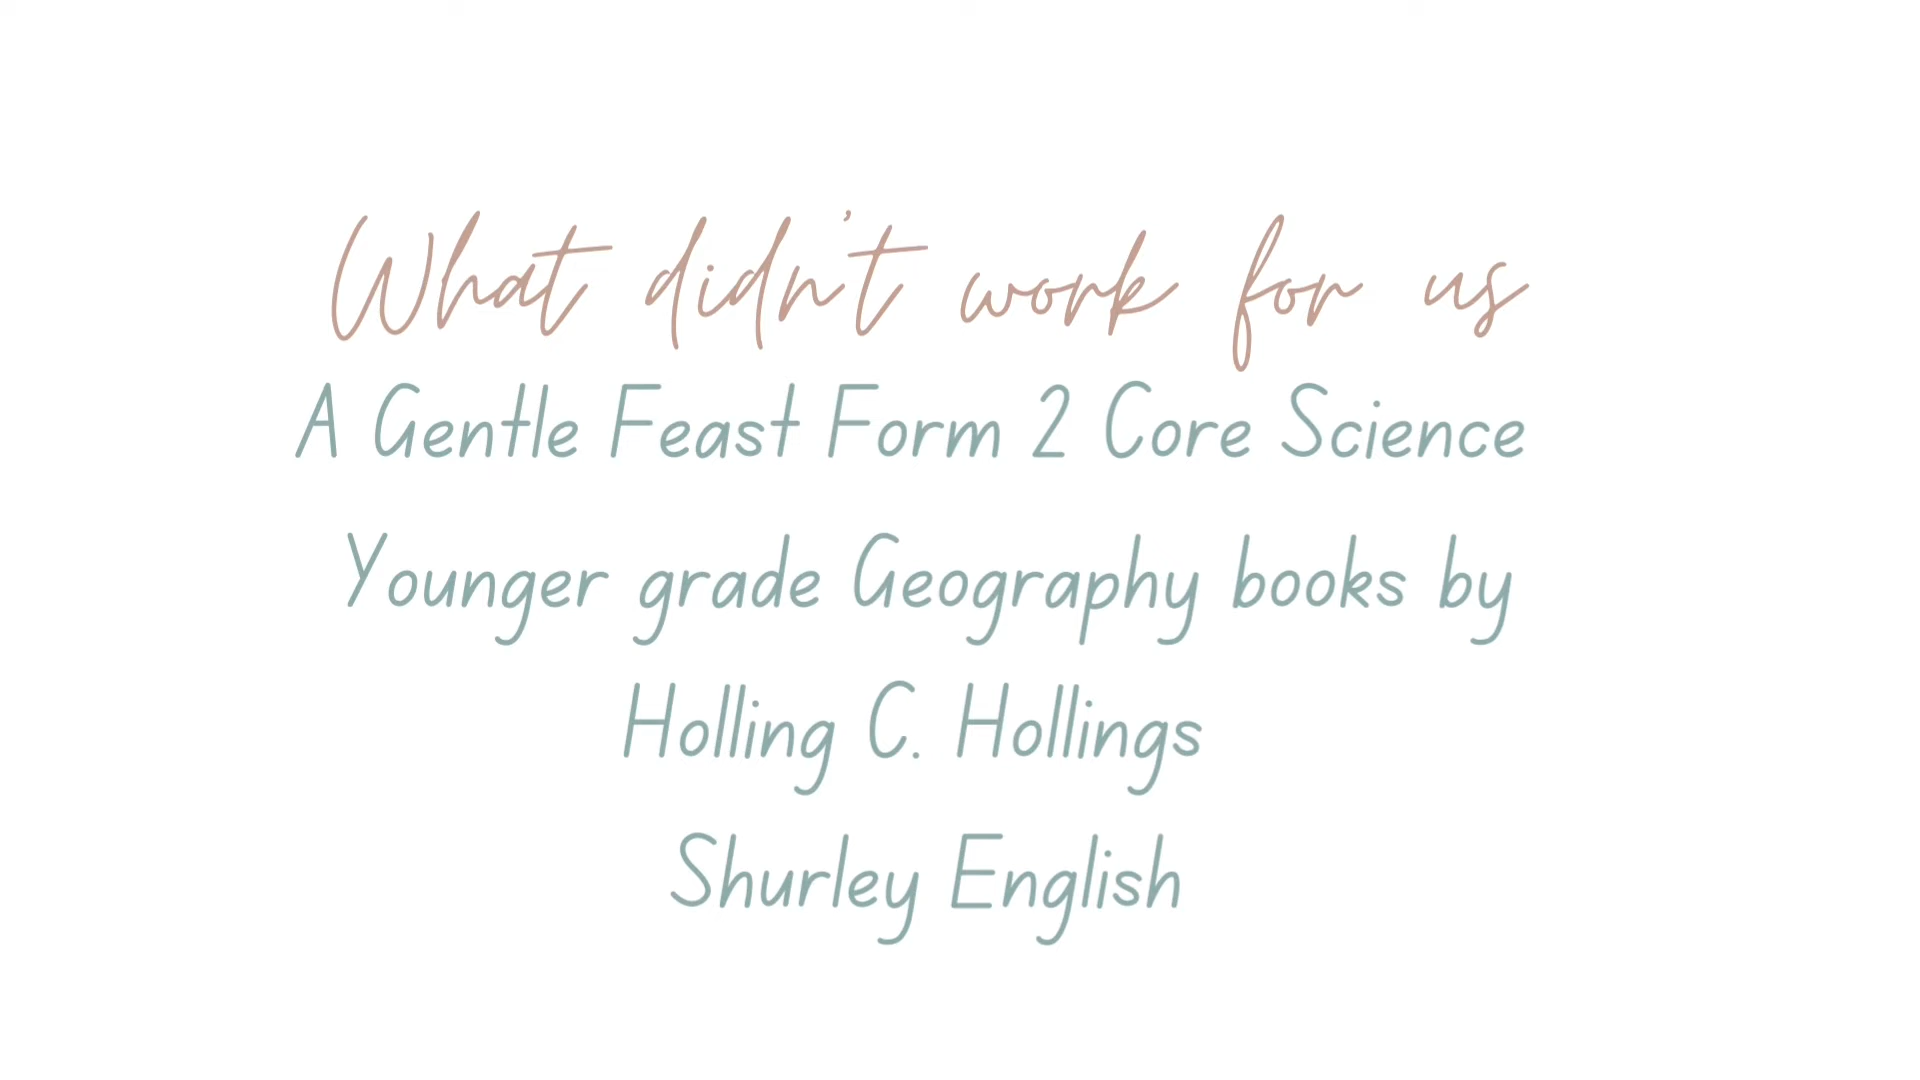 What didn't work for us
A Gentle Feast Form 2 Core Science
Younger grade Geography books by
Holling C. Hollings
Shurley English